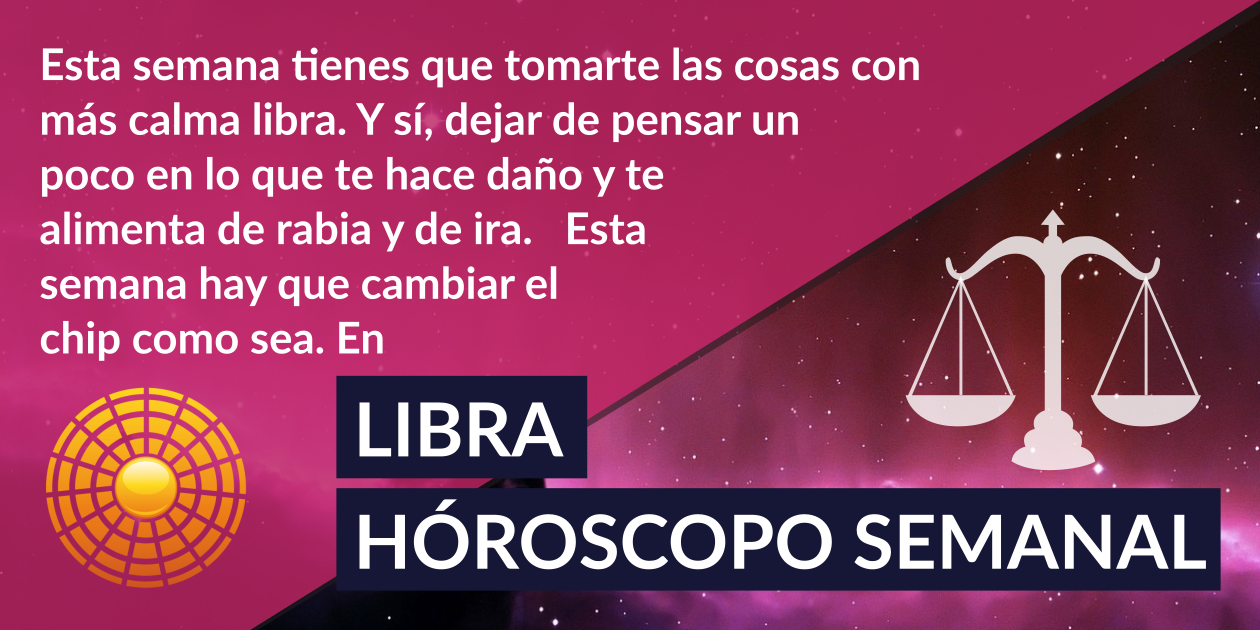 Esta semana tienes que tomarte las cosas con
más calma libra. Y sí, dejar de pensar un
poco en lo que te hace daño y te
alimenta de rabia y de ira.   Esta
semana hay que cambiar el
chip como sea. En
LIBRA
HÓROSCOPO SEMANAL